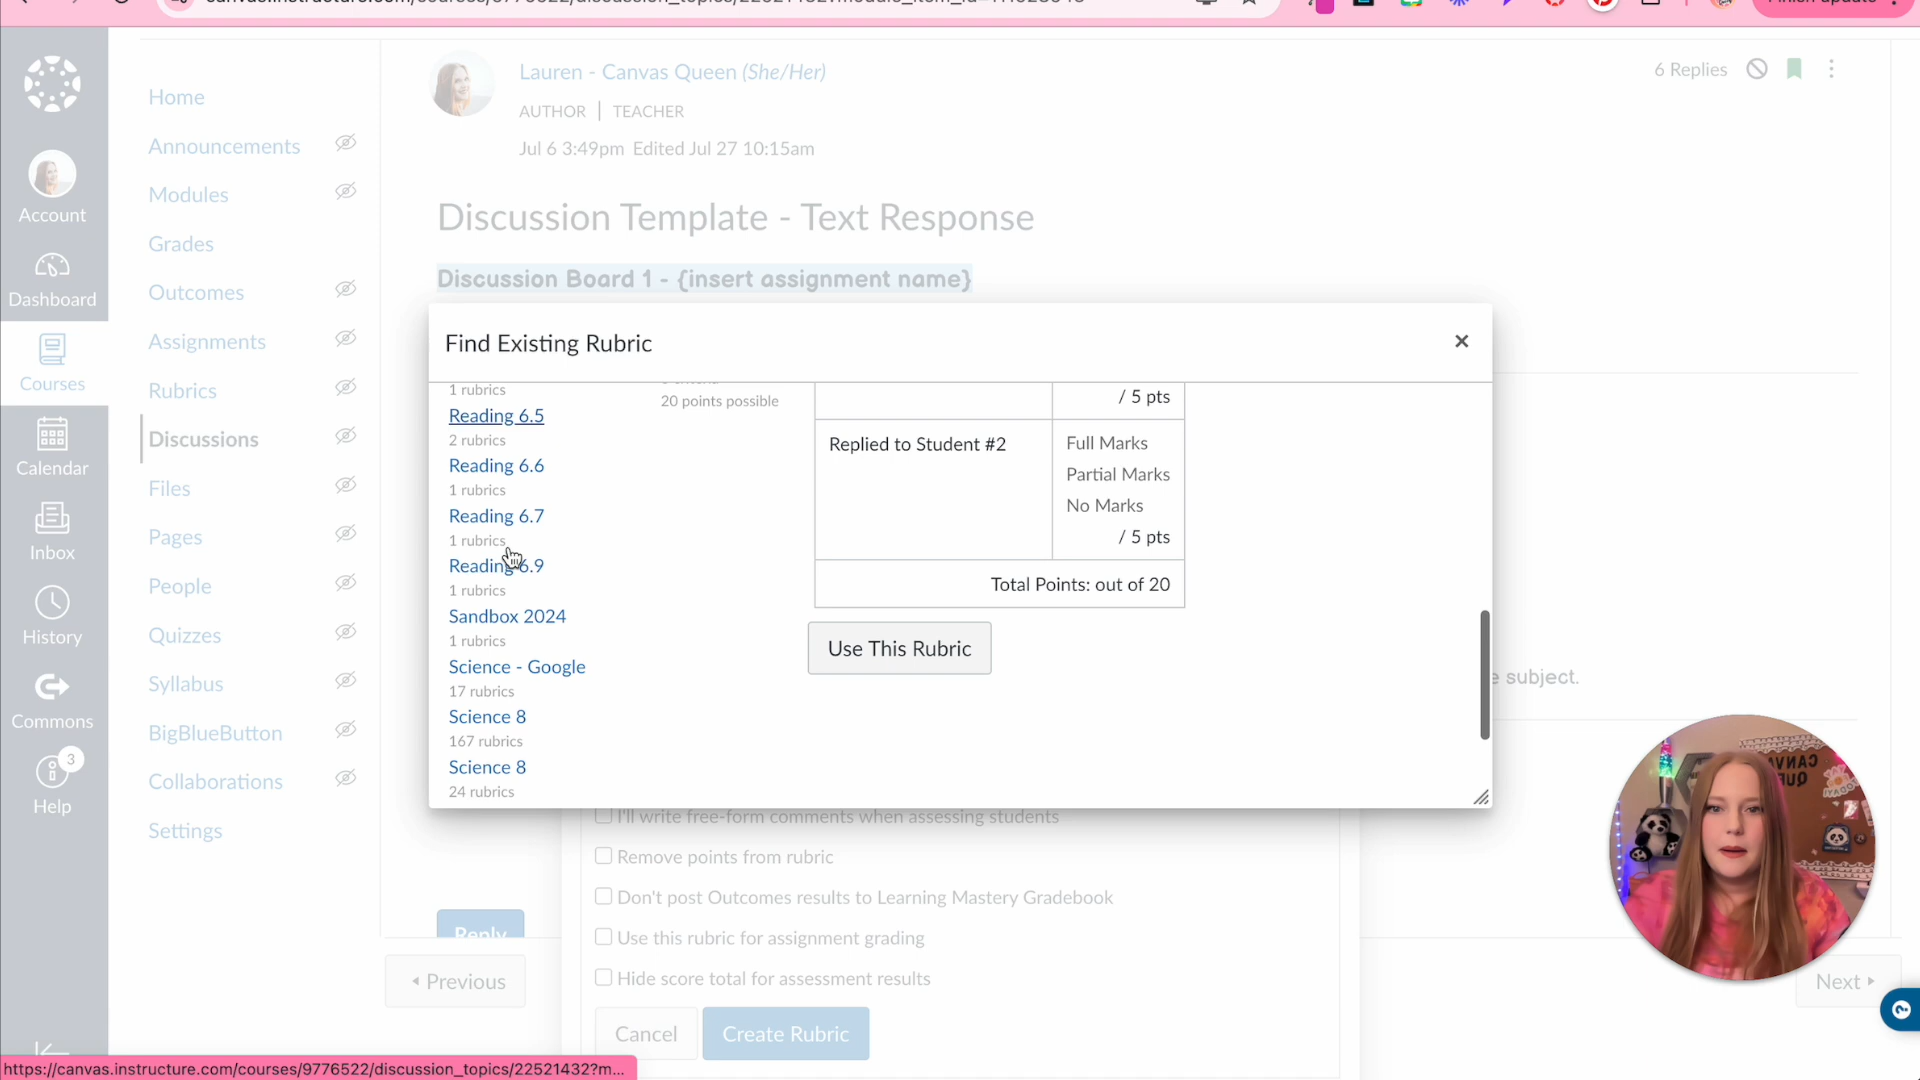 Lauren - Canvas Queen (She/Her)
6 Replies
AUTHOR | TEACHER
Jul 6 3:49pm Edited Jul 27 10:15am
Discussion Template - Text Response
Discussion Board 1 - {insert assignment name}
Account
Dashboard
Courses
Calendar
Inbox
History
Commons
3
Help
Home
Announcements
Modules
Grades
Outcomes
Assignments
Rubrics
Discussions
Files
Pages
People
Quizzes
Syllabus
BigBlueButton
Collaborations
Settings
Find Existing Rubric
1 rubrics
Reading 6.5
2 rubrics
Reading 6.6
1 rubrics
Reading 6.7
1 rubrics
Reading 6.9
1 rubrics
Sandbox 2024
1 rubrics
Science - Google
17 rubrics
Science 8
167 rubrics
Science 8
24 rubrics
20 points possible
/ 5 pts
Replied to Student #2
Full Marks
Partial Marks
No Marks
/ 5 pts
Total Points: out of 20
Use This Rubric
subject.
I'll write free-form comments when assessing students
Remove points from rubric
Don't post Outcomes results to Learning Mastery Gradebook
Use this rubric for assignment grading
Hide score total for assessment results
Cancel
Create Rubric
Reply
Previous
Next
CANVAS
QUEEN
https://canvas.instructure.com/courses/9776522/discussion_topics/22521432?m...